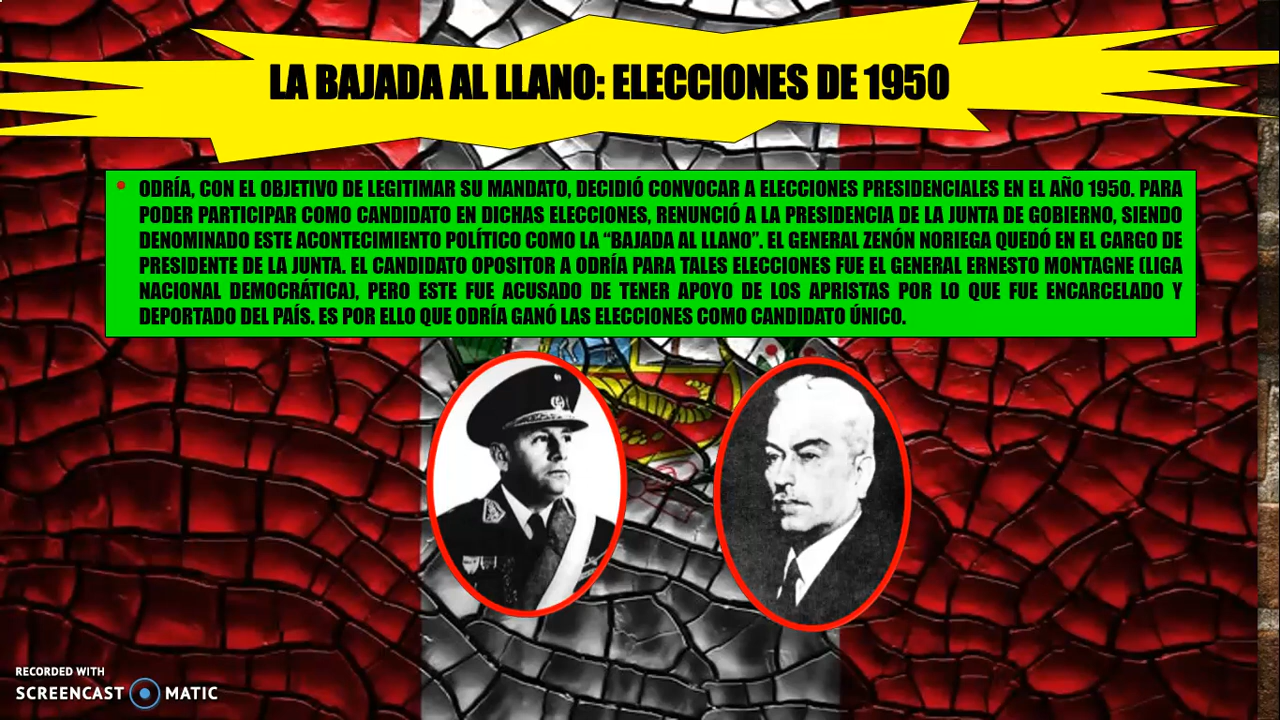 LA BAJADA AL LLANO: ELECCIONES DE 1950
• ODRÍA, CON EL OBJETIVO DE LEGITIMAR SU MANDATO, DECIDIÓ CONVOCAR A ELECCIONES PRESIDENCIALES EN EL AÑO 1950. PARA
PODER PARTICIPAR COMO CANDIDATO EN DICHAS ELECCIONES, RENUNCIÓ A LA PRESIDENCIA DE LA JUNTA DE GOBIERNO, SIENDO
DENOMINADO ESTE ACONTECIMIENTO POLÍTICO COMO LA “BAJADA AL LLANO”. EL GENERAL ZENÓN NORIEGA QUEDÓ EN EL CARGO DE
PRESIDENTE DE LA JUNTA. EL CANDIDATO OPOSITOR A ODRÍA PARA TALES ELECCIONES FUE EL GENERAL ERNESTO MONTAGNE (LIGA
NACIONAL DEMOCRÁTICA), PERO ESTE FUE ACUSADO DE TENER APOYO DE LOS APRISTAS POR LO QUE FUE ENCARCELADO Y
DEPORTADO DEL PAÍS. ES POR ELLO QUE ODRÍA GANÓ LAS ELECCIONES COMO CANDIDATO ÚNICO.
RECORDED WITH
SCREENCAST MATIC